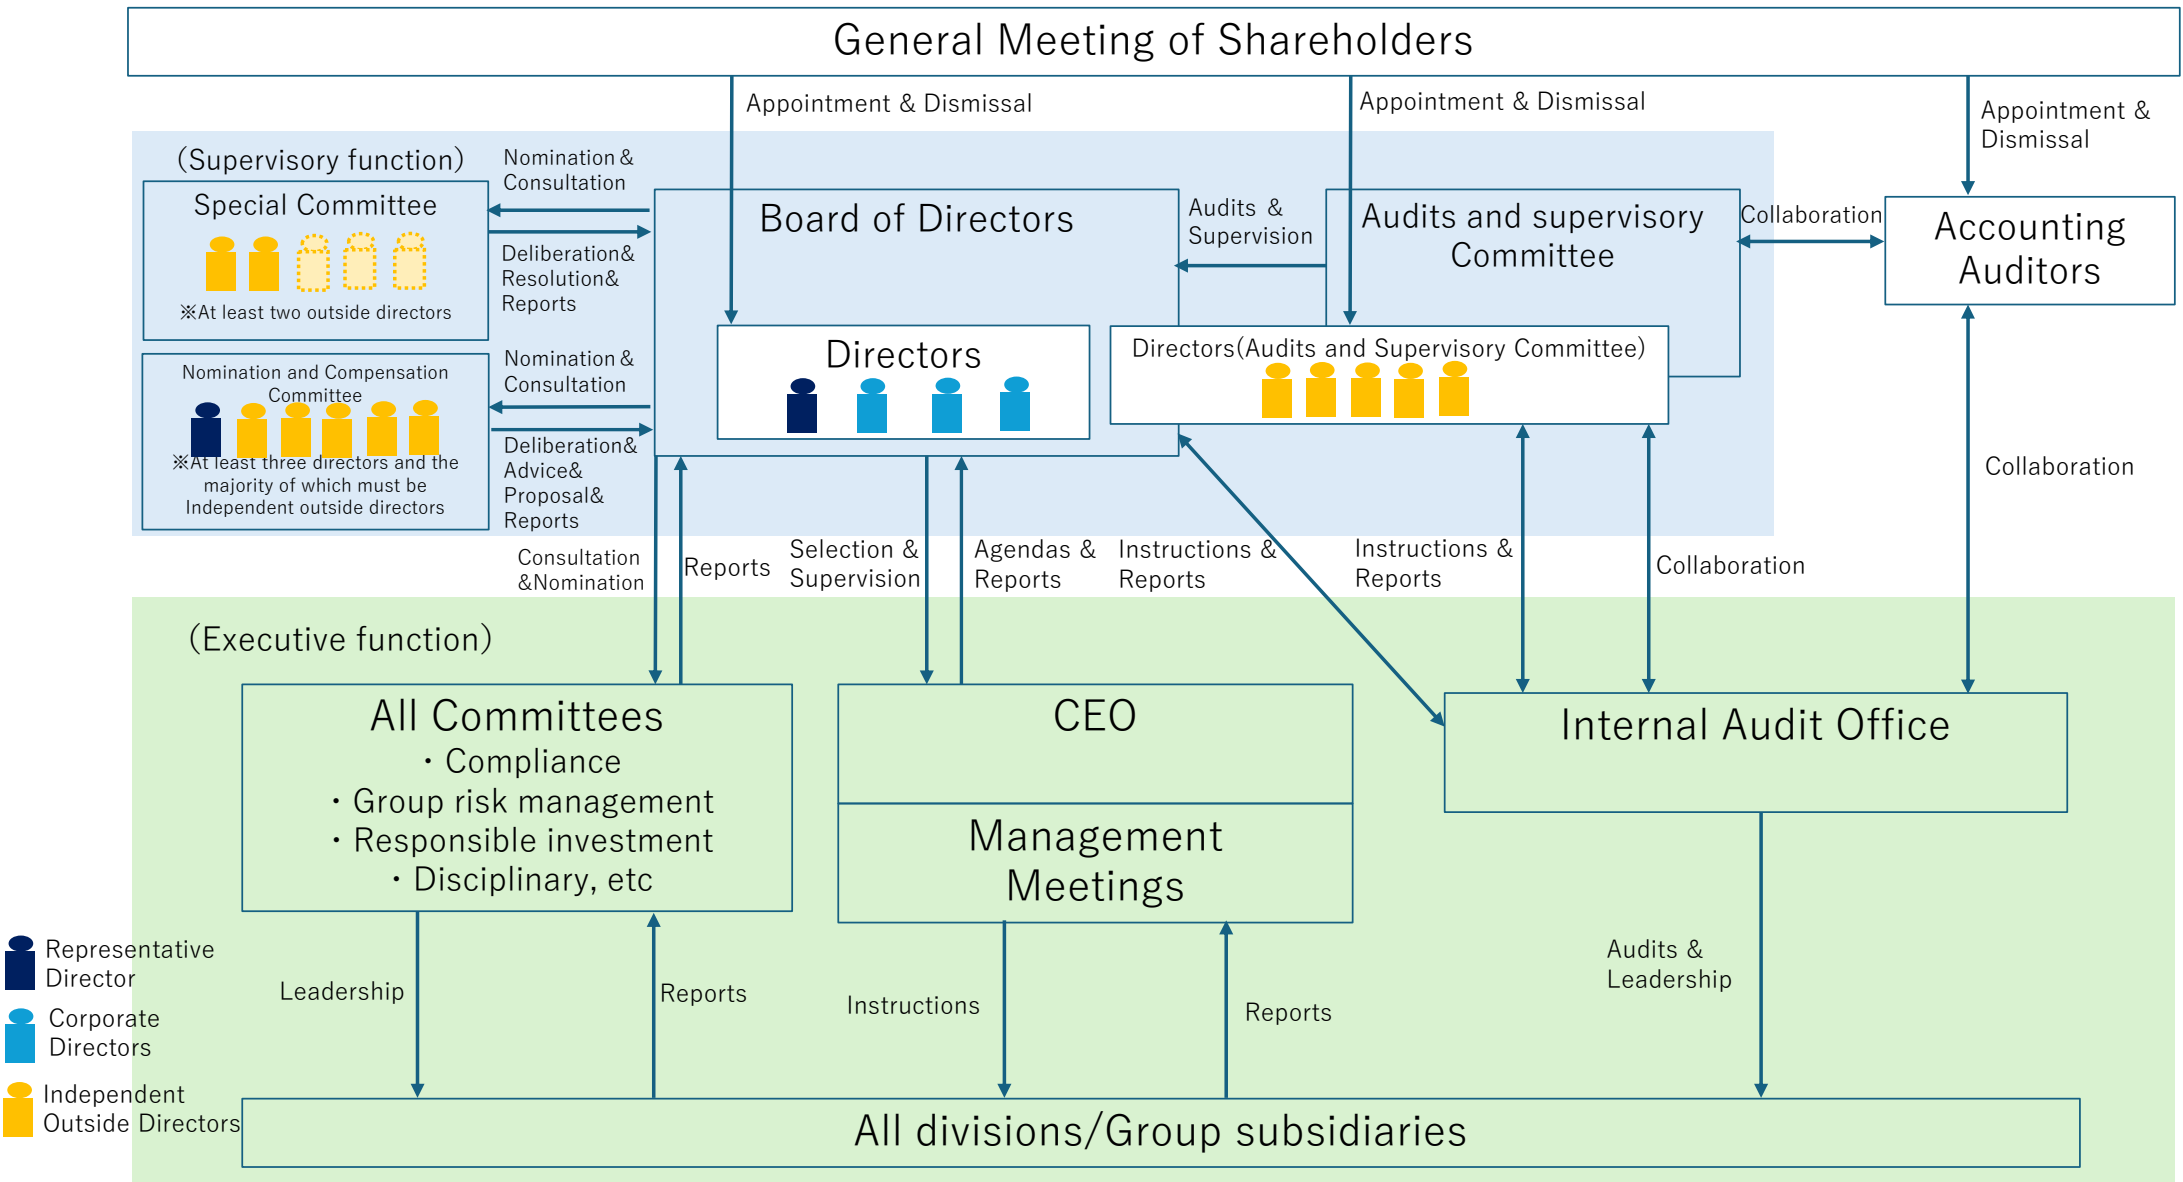 General Meeting of Shareholders
Appointment & Dismissal
Appointment & Dismissal
Appointment &
Dismissal
(Supervisory function)
Special Committee
※At least two outside directors
Nomination &
Consultation
Deliberation&
Resolution&
Reports
Board of Directors
Audits &
Supervision
Audits and supervisory
Committee
Collaboration
Accounting
Auditors
Directors
Directors(Audits and Supervisory Committee)
Nomination and Compensation
Committee
※At least three directors and the
majority of which must be
Independent outside directors
Nomination &
Consultation
Deliberation&
Advice&
Proposal&
Reports
Collaboration
Consultation
&Nomination
Reports
Selection &
Supervision
Agendas &
Reports
Instructions &
Reports
Instructions &
Reports
Collaboration
(Executive function)
All Committees
・Compliance
・Group risk management
・Responsible investment
・Disciplinary, etc
CEO
Management
Meetings
Internal Audit Office
Leadership
Reports
Instructions
Reports
Audits &
Leadership
Representative
Director
Corporate
Directors
Independent
Outside Directors
All divisions/Group subsidiaries